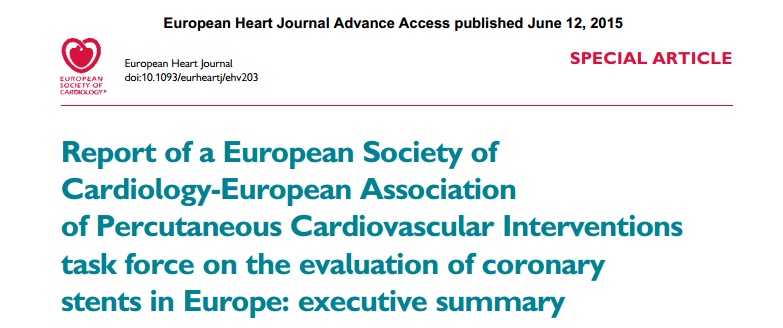 European Heart Journal Advance Access published June 12, 2015
EUROPEAN
SOCIETY OF
CARDIOLOGY®
European Heart Journal
doi:10.1093/eurheartj/ehv203
SPECIAL ARTICLE
Report of a European Society of
Cardiology-European Association
of Percutaneous Cardiovascular Interventions
task force on the evaluation of coronary
stents in Europe: executive summary